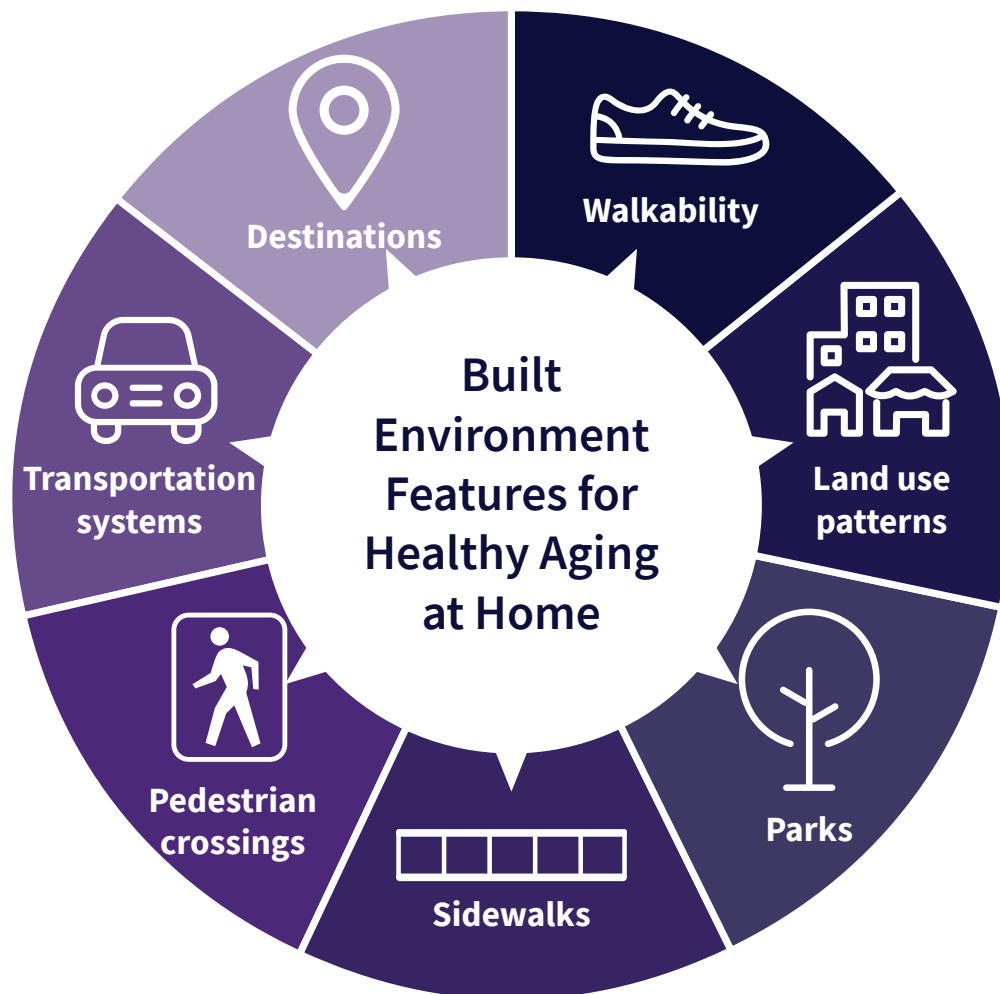 Built
Environment
Features for
Healthy Aging
at Home
Walkability
Land use
patterns
Parks
Sidewalks
Pedestrian
crossings
Transportation
systems
Destinations